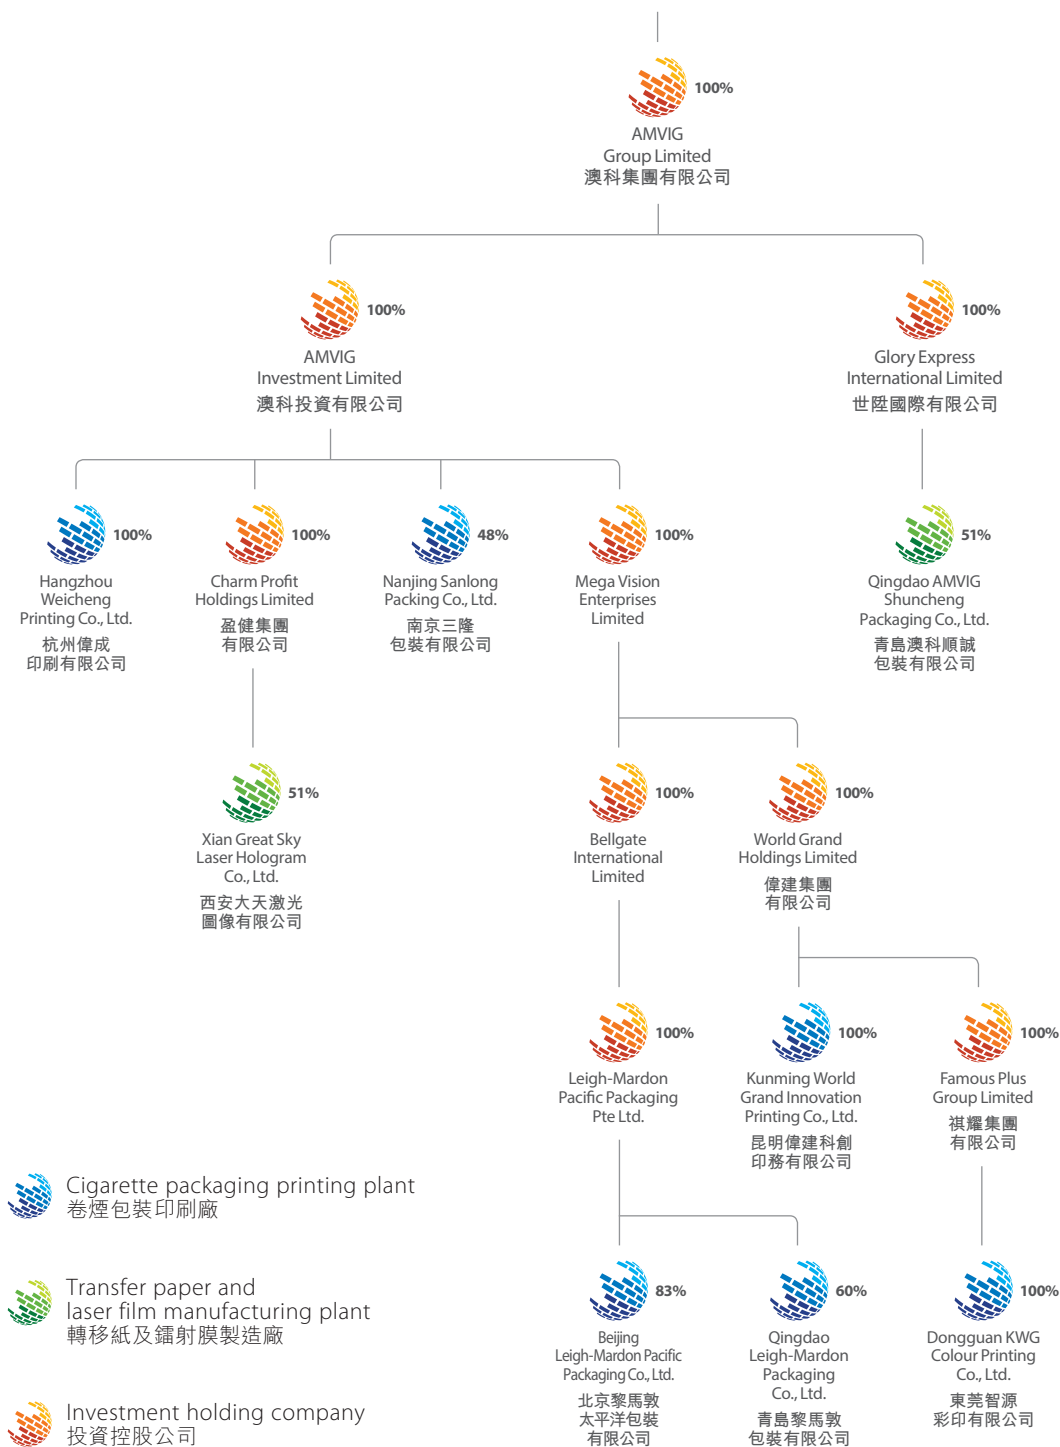 100%
AMVIG
Group Limited
澳科集團有限公司
100%
AMVIG
Investment Limited
澳科投資有限公司
100%
Glory Express
International Limited
世陞國際有限公司
100%
Hangzhou
Weicheng
Printing Co., Ltd.
杭州偉成
印刷有限公司
100%
Charm Profit
Holdings Limited
盈健集團
有限公司
48%
Nanjing Sanlong
Packing Co., Ltd.
南京三隆
包裝有限公司
100%
Mega Vision
Enterprises
Limited
51%
Qingdao AMVIG
Shuncheng
Packaging Co., Ltd.
青島澳科順誠
包裝有限公司
51%
Xian Great Sky
Laser Hologram
Co., Ltd.
西安大天激光
圖像有限公司
100%
Bellgate
International
Limited
100%
World Grand
Holdings Limited
偉建集團
有限公司
100%
Leigh-Mardon
Pacific Packaging
Pte Ltd.
100%
Kunming World
Grand Innovation
Printing Co., Ltd.
昆明偉建科創
印務有限公司
100%
Famous Plus
Group Limited
祺耀集團
有限公司
83%
Beijing
Leigh-Mardon Pacific
Packaging Co., Ltd.
北京黎馬敦
太平洋包裝
有限公司
60%
Qingdao
Leigh-Mardon
Packaging
Co., Ltd.
青島黎馬敦
包裝有限公司
100%
Dongguan KWG
Colour Printing
Co., Ltd.
東莞智源
彩印有限公司
Cigarette packaging printing plant
卷煙包裝印刷廠
Transfer paper and
laser film manufacturing plant
轉移紙及鐳射膜製造廠
Investment holding company
投資控股公司